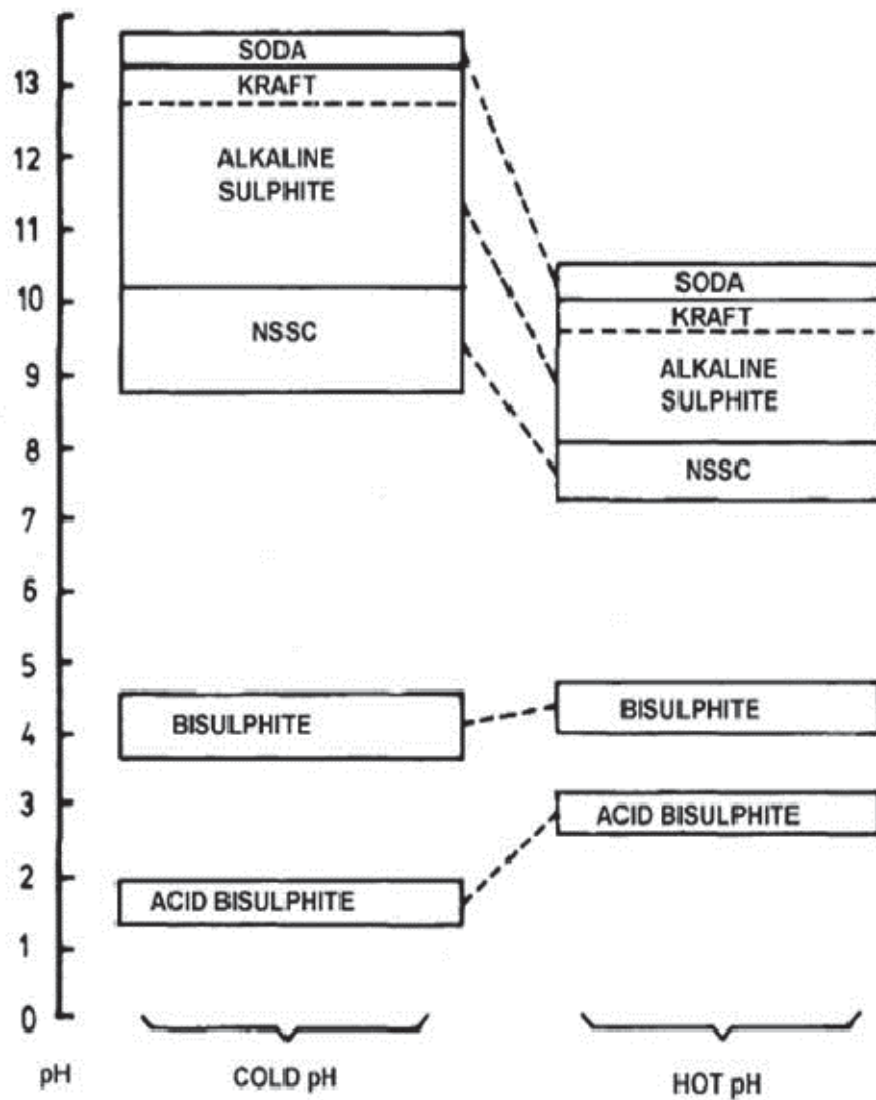 13
12
11
10
9
8
7
6
5
4
3
2
1
0
pH
SODA
KRAFT
ALKALINE
SULPHITE
NSSC
BISULPHITE
ACID BISULPHITE
COLD pH
SODA
KRAFT
ALKALINE
SULPHITE
NSSC
BISULPHITE
ACID BISULPHITE
HOT pH